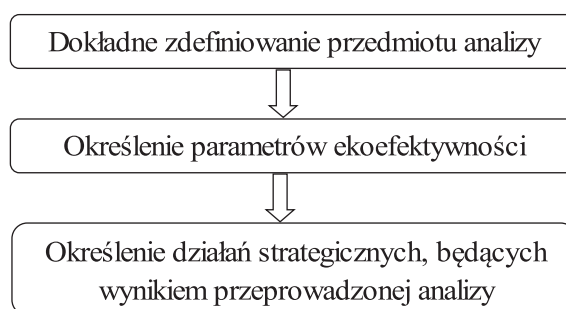 Dokładne zdefiniowanie przedmiotu analizy
Określenie parametrów ekoefektywności
Określenie działań strategicznych, będących
wynikiem przeprowadzonej analizy